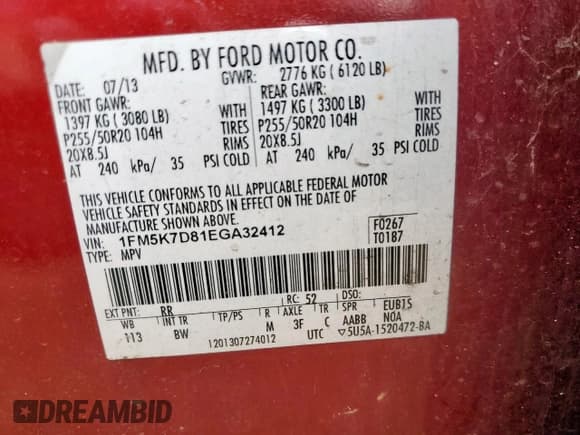 MFD. BY FORD MOTOR CO.
DATE: 07/13 GVWR: 2776 KG ( 6120 LB)
FRONT GAWR: REAR GAWR:
1397 KG ( 3080 LB) WITH 1497 KG ( 3300 LB) WITH
P255/50R20 104H TIRES P255/50R20 104H TIRES
20X8.5J RIMS 20X8.5J RIMS
AT 240 kPa/ 35 PSI COLD AT 240 kPa/ 35 PSI COLD
THIS VEHICLE CONFORMS TO ALL APPLICABLE FEDERAL MOTOR
VEHICLE SAFETY STANDARDS IN EFFECT ON THE DATE OF
MANUFACTURE SHOWN ABOVE.
VIN: 1FM5K7D81EGA32412 F0267
TYPE: MPV T0187
EXT PNT: RR RC: 52 DSO:
WB INT TR TP/PS R AXLE TR SPR EUB15
113 BW M 3F C AABB NOA
1201307274012 UTC ▽5U5A-1520472-BA
DREAMBID